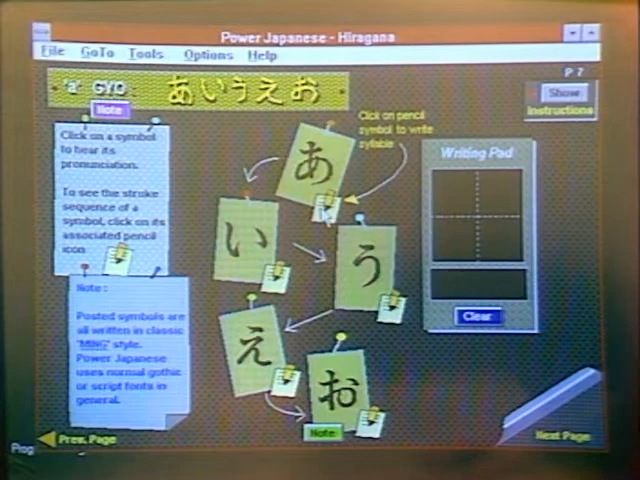 Power Japanese - Hiragana
File GoTo Tools Options Help
'a' GYO あいうえお
P 7
Show
Instructions
Note
Click on a symbol
to hear its
pronunciation.
To see the stroke
sequence of a
symbol, click on its
associated pencil
icon
Click on pencil
symbol to write
syllable
あ
い
う
え
お
Writing Pad
Clear
Note :
Posted symbols are
all written in classic
'MING' style.
Power Japanese
uses normal gothic
or script fonts in
general.
Note
Prev. Page
Next Page
Prog